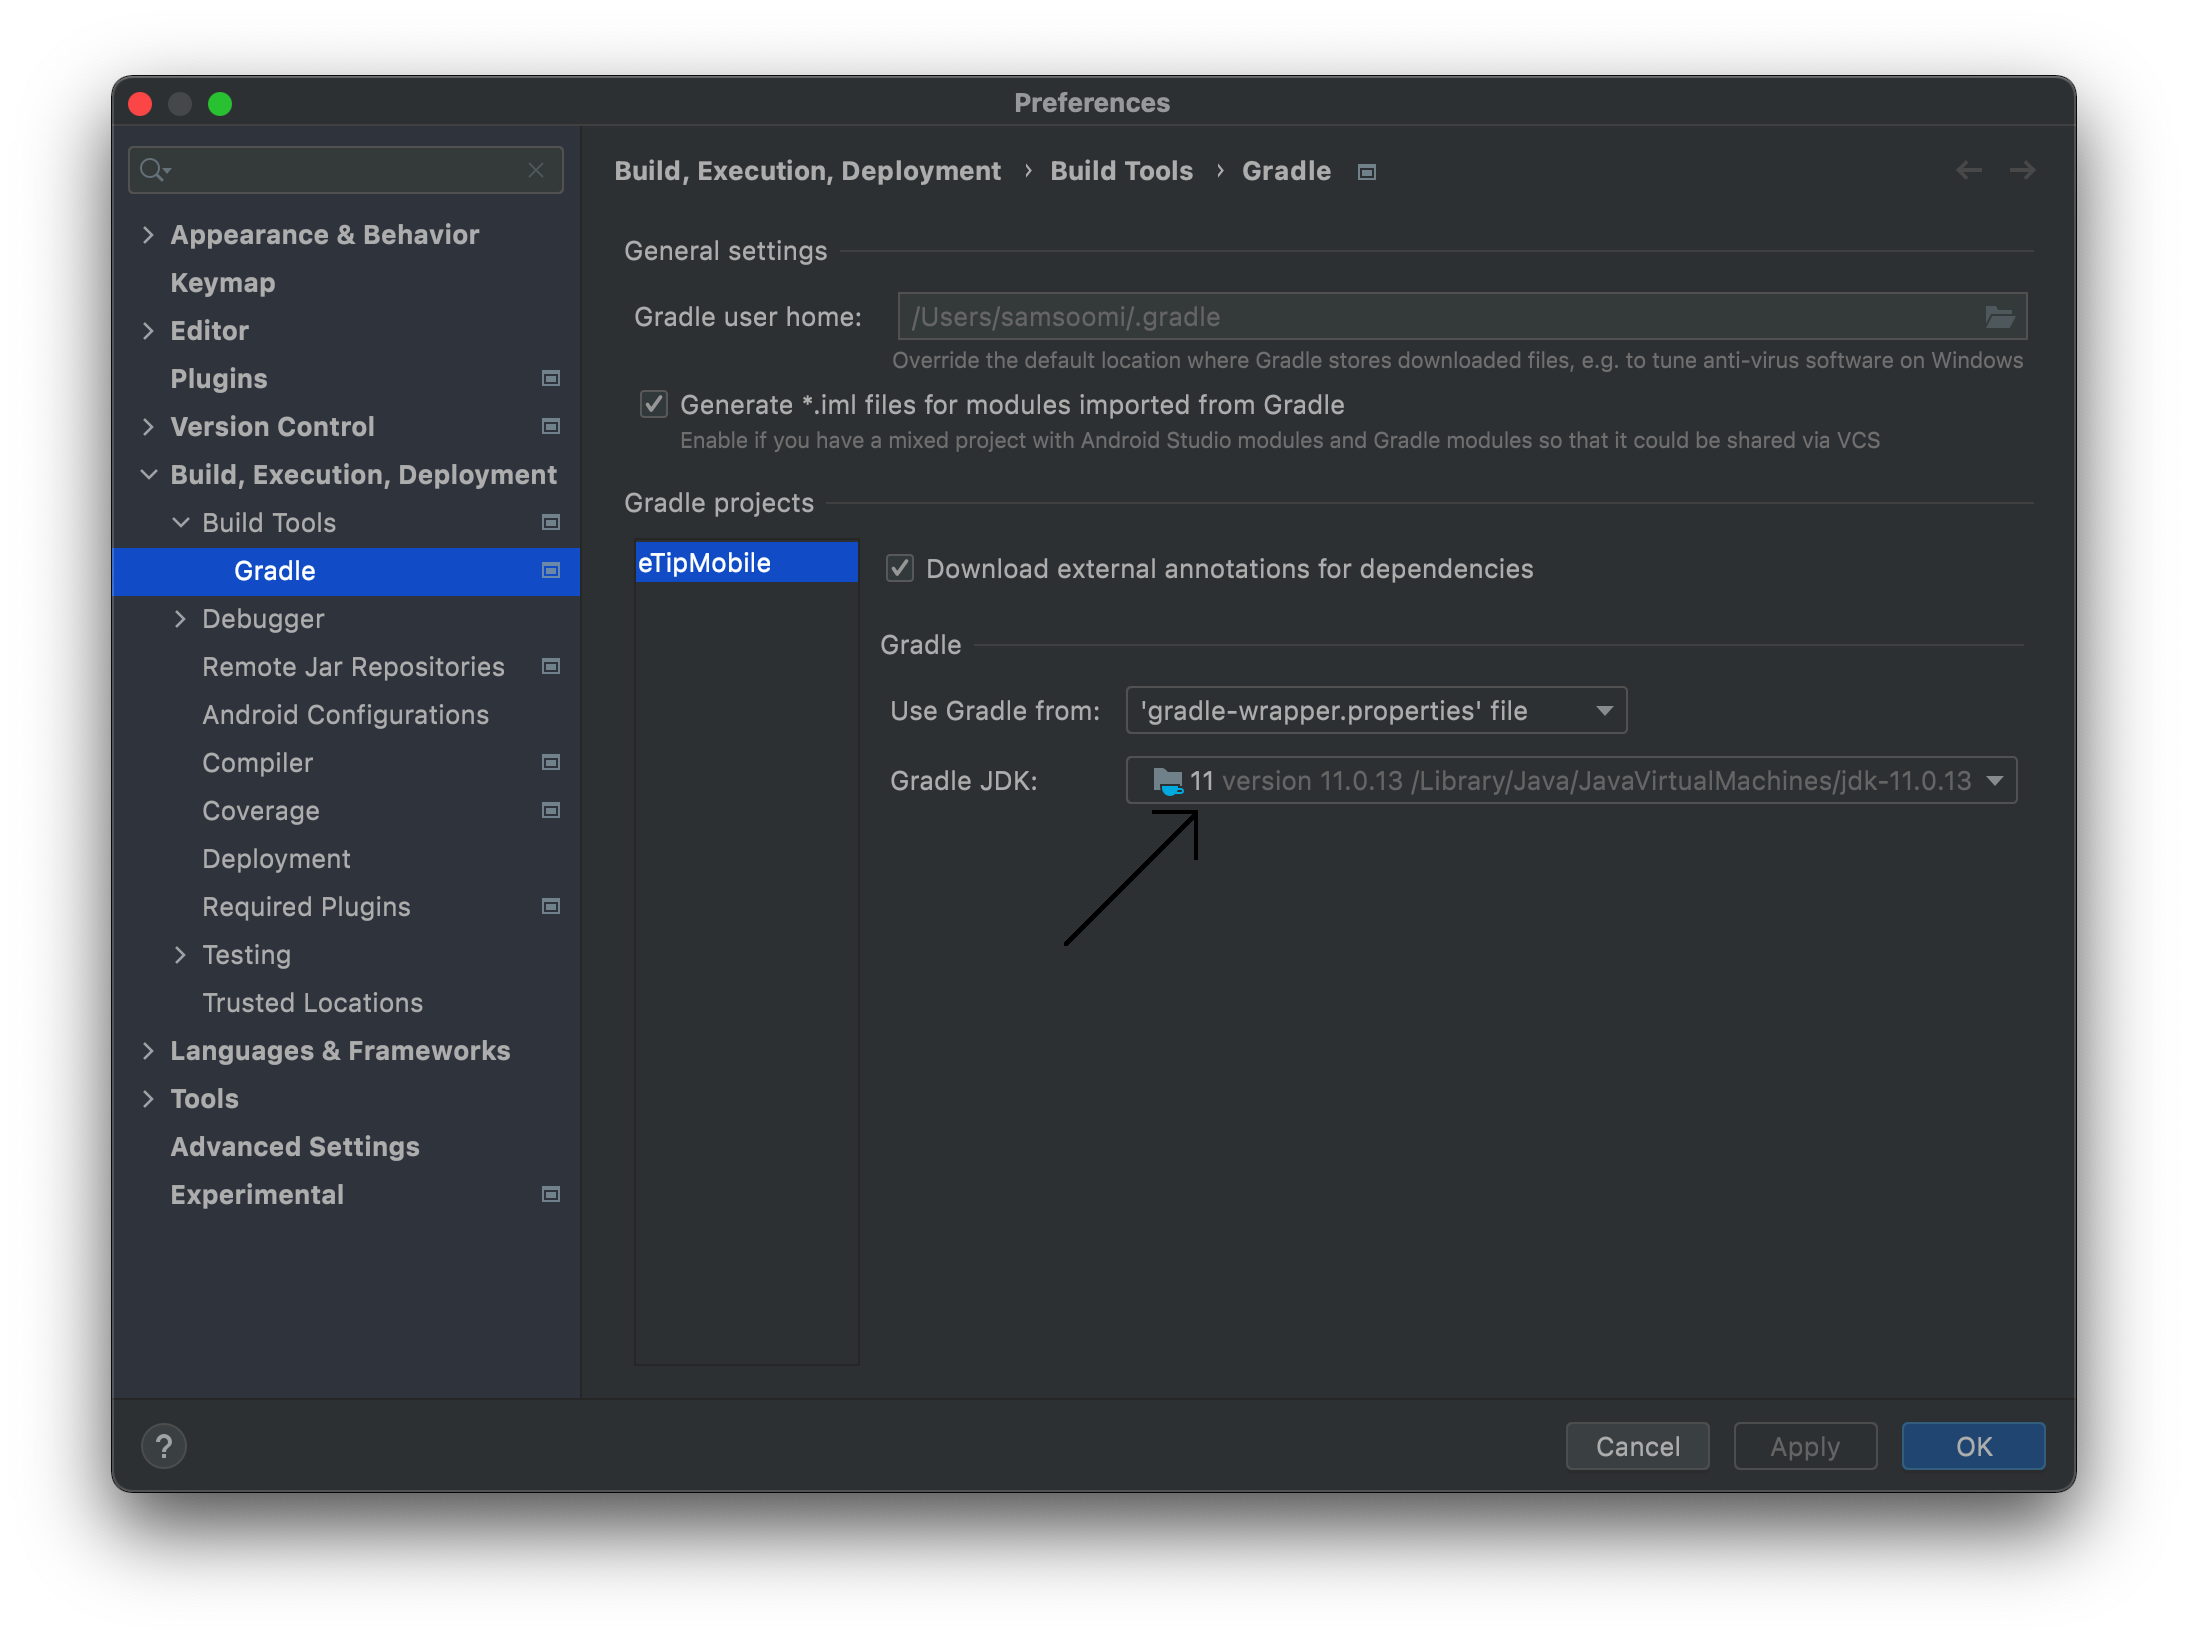 Preferences
Appearance & Behavior
Keymap
Editor
Plugins
Version Control
Build, Execution, Deployment
Build Tools
Gradle
Debugger
Remote Jar Repositories
Android Configurations
Compiler
Coverage
Deployment
Required Plugins
Testing
Trusted Locations
Languages & Frameworks
Tools
Advanced Settings
Experimental
Build, Execution, Deployment › Build Tools › Gradle
General settings
Gradle user home: /Users/samsoomi/.gradle
Override the default location where Gradle stores downloaded files, e.g. to tune anti-virus software on Windows
Generate *.iml files for modules imported from Gradle
Enable if you have a mixed project with Android Studio modules and Gradle modules so that it could be shared via VCS
Gradle projects
eTipMobile
Download external annotations for dependencies
Gradle
Use Gradle from: 'gradle-wrapper.properties' file
Gradle JDK: 11 version 11.0.13 /Library/Java/JavaVirtualMachines/jdk-11.0.13
? Cancel Apply OK